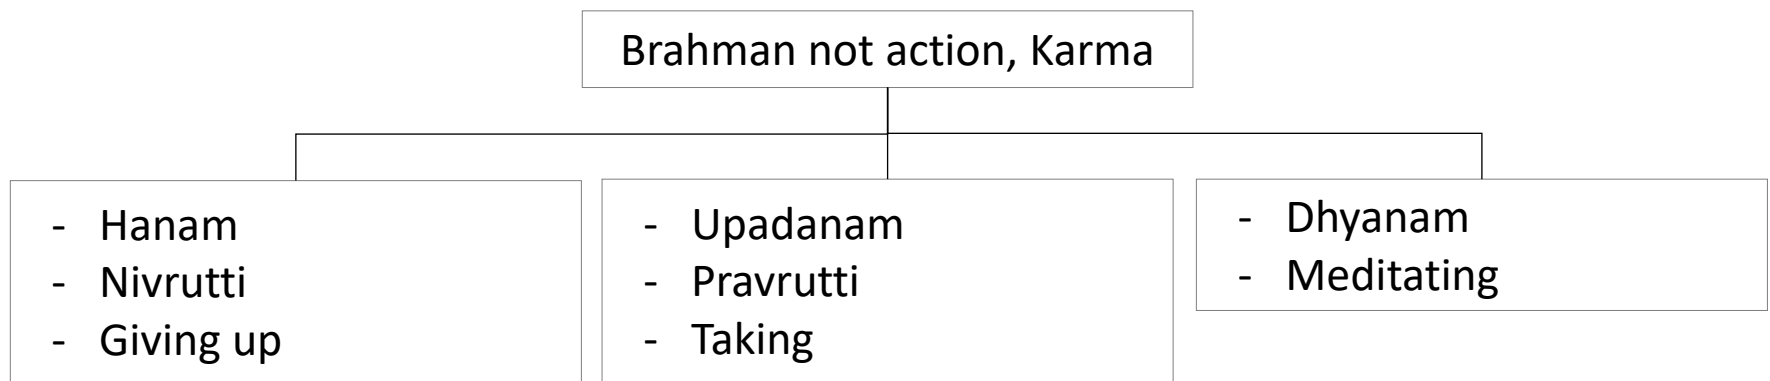 Brahman not action, Karma
- Hanam
- Nivrutti
- Giving up
- Upadanam
- Pravrutti
- Taking
- Dhyanam
- Meditating